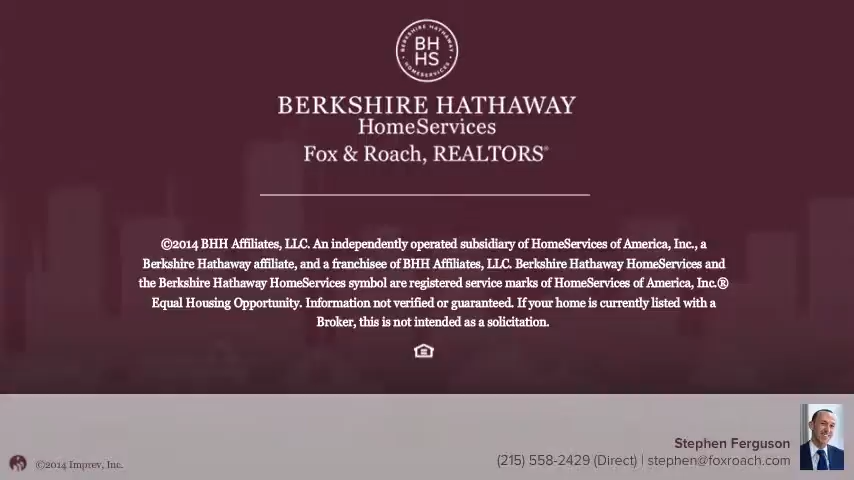 BERKSHIRE HATHAWAY
HOMESERVICES
BH
HS
BERKSHIRE HATHAWAY
HomeServices
Fox & Roach, REALTORS®
©2014 BHH Affiliates, LLC. An independently operated subsidiary of HomeServices of America, Inc., a
Berkshire Hathaway affiliate, and a franchisee of BHH Affiliates, LLC. Berkshire Hathaway HomeServices and
the Berkshire Hathaway HomeServices symbol are registered service marks of HomeServices of America, Inc.®
Equal Housing Opportunity. Information not verified or guaranteed. If your home is currently listed with a
Broker, this is not intended as a solicitation.
Stephen Ferguson
(215) 558-2429 (Direct) | stephen@foxroach.com
©2014 Imprev, Inc.